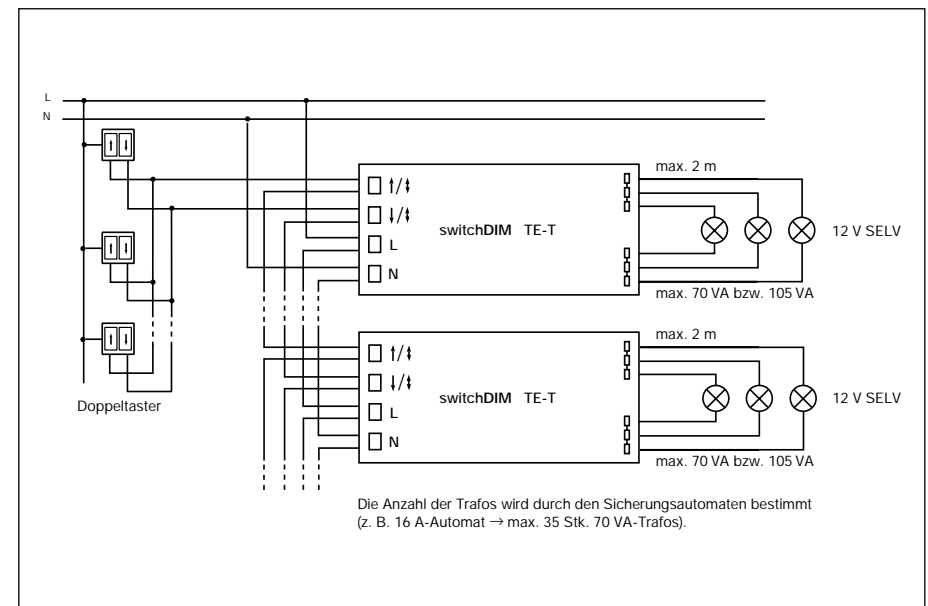 L
N
max. 2 m
↑/↕
↓/↕
switchDIM TE-T
L
12 V SELV
N
max. 70 VA bzw. 105 VA
max. 2 m
↑/↕
↓/↕
switchDIM TE-T
L
12 V SELV
N
Doppeltaster
max. 70 VA bzw. 105 VA
Die Anzahl der Trafos wird durch den Sicherungsautomaten bestimmt
(z. B. 16 A-Automat → max. 35 Stk. 70 VA-Trafos).